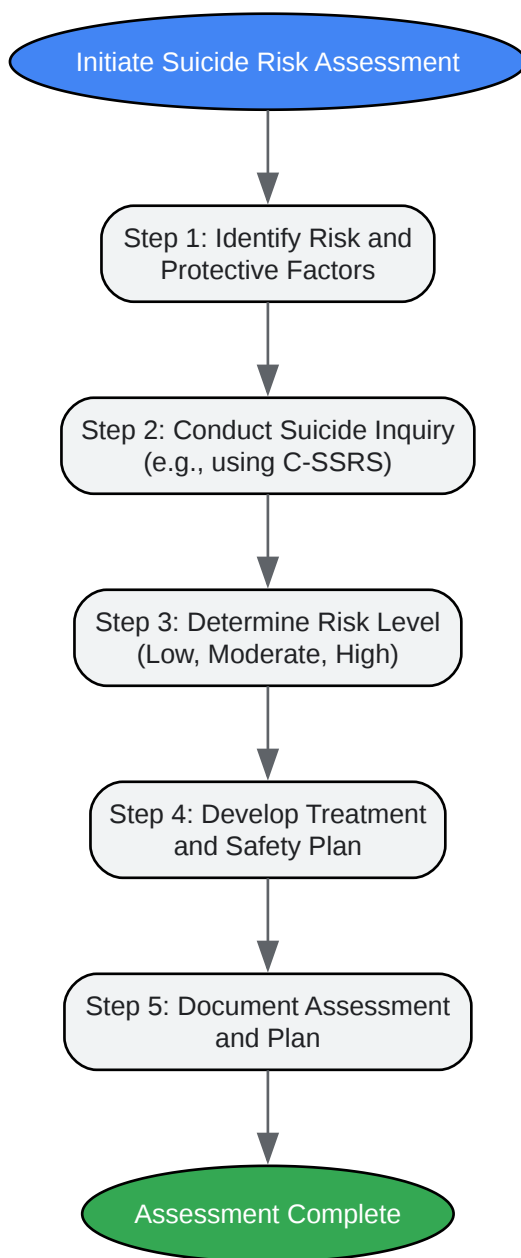 Initiate Suicide Risk Assessment
Step 1: Identify Risk and
Protective Factors
Step 2: Conduct Suicide Inquiry
(e.g., using C-SSRS)
Step 3: Determine Risk Level
(Low, Moderate, High)
Step 4: Develop Treatment
and Safety Plan
Step 5: Document Assessment
and Plan
Assessment Complete